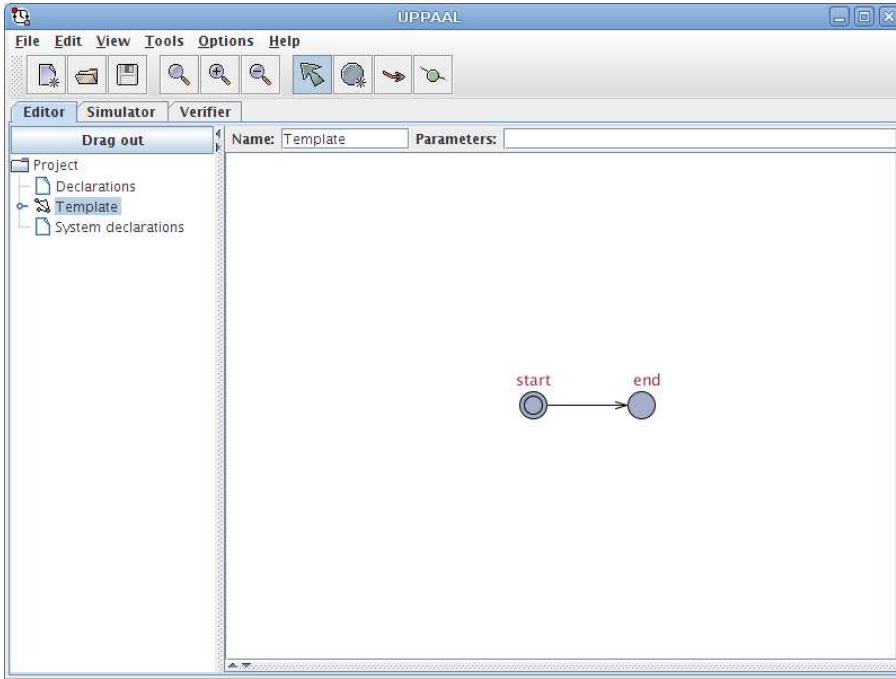 UPPAAL
File Edit View Tools Options Help
Editor Simulator Verifier
Drag out
Name: Template Parameters:
Project
Declarations
Template
System declarations
start end